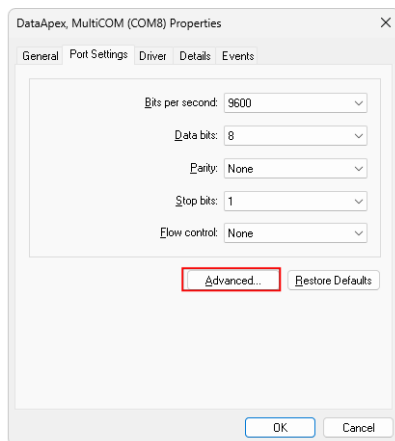 DataApex, MultiCOM (COM8) Properties
General Port Settings Driver Details Events
Bits per second: 9600
Data bits: 8
Parity: None
Stop bits: 1
Flow control: None
Advanced... Restore Defaults
OK Cancel